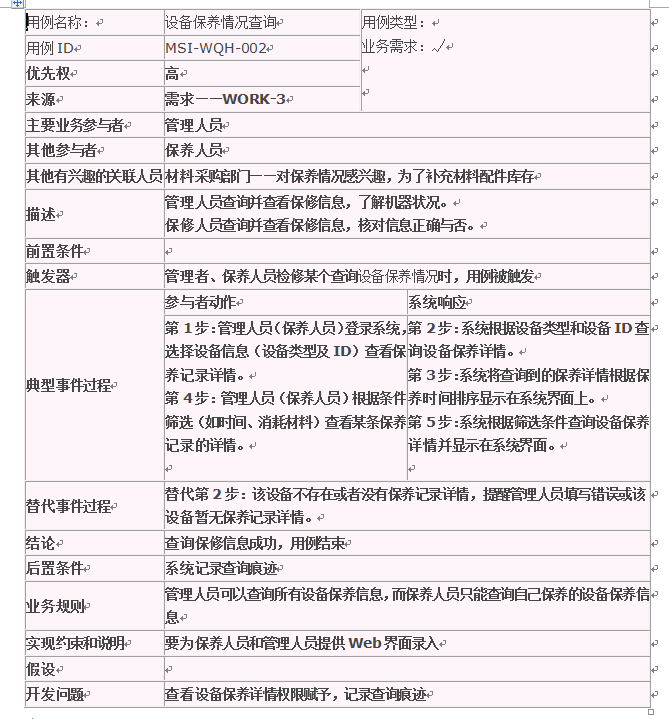 用例名称：
设备保养情况查询
用例类型：
业务需求：√
用例 ID
MSI-WQH-002
优先权
高
来源
需求——WORK-3
主要业务参与者
管理人员
其他参与者
保养人员
其他有兴趣的关联人员
材料采购部门——对保养情况感兴趣，为了补充材料配件库存
描述
管理人员查询并查看保修信息，了解机器状况。
保修人员查询并查看保修信息，核对信息正确与否。
前置条件
触发器
管理者、保养人员检修某个查询设备保养情况时，用例被触发
典型事件过程
参与者动作
第 1 步：管理人员（保养人员）登录系统，
选择设备信息（设备类型及 ID）查看保
养记录详情。
第 4 步：管理人员（保养人员）根据条件
筛选（如时间、消耗材料）查看某条保养
记录的详情。
系统响应
第 2 步：系统根据设备类型和设备 ID 查
询设备保养详情。
第 3 步：系统将查询到的保养详情根据保
养时间排序显示在系统界面上。
第 5 步：系统根据筛选条件查询设备保养
详情并显示在系统界面。
替代事件过程
替代第 2 步：该设备不存在或者没有保养记录详情，提醒管理人员填写错误或该
设备暂无保养记录详情。
结论
查询保修信息成功，用例结束
后置条件
系统记录查询痕迹
业务规则
管理人员可以查询所有设备保养信息，而保养人员只能查询自己保养的设备保养信
息
实现约束和说明
要为保养人员和管理人员提供 Web 界面录入
假设
开发问题
查看设备保养详情权限赋予，记录查询痕迹